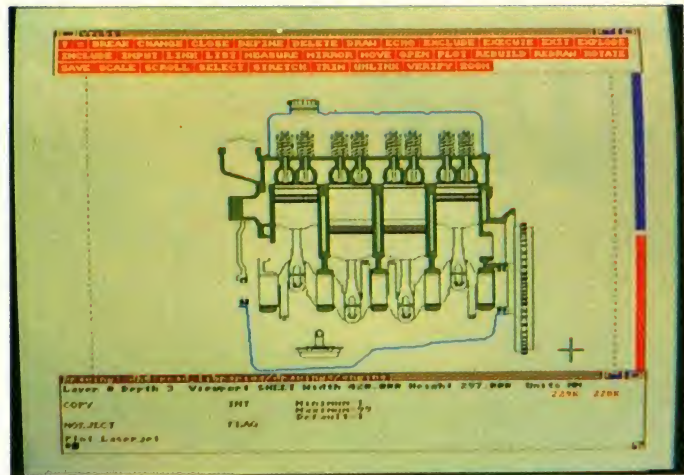 ? = BREAK CHANGE CLOSE DEFINE DELETE DRAW ECHO EXCLUDE EXECUTE EXIT EXPLODE
INCLUDE INPUT LINK LIST MEASURE MIRROR MOVE OPEN PLOT REBUILD REDRAW ROTATE
SAVE SCALE SCROLL SELECT STRETCH TRIM UNLINK VERIFY ZOOM
Layer 0 Depth 3 Viewport SHEET Width 420.000 Height 297.000 Units MM
COPY INT Minimum 1
Maximum 99
Default 1
NOEJECT FLAG
Plot Laserjet